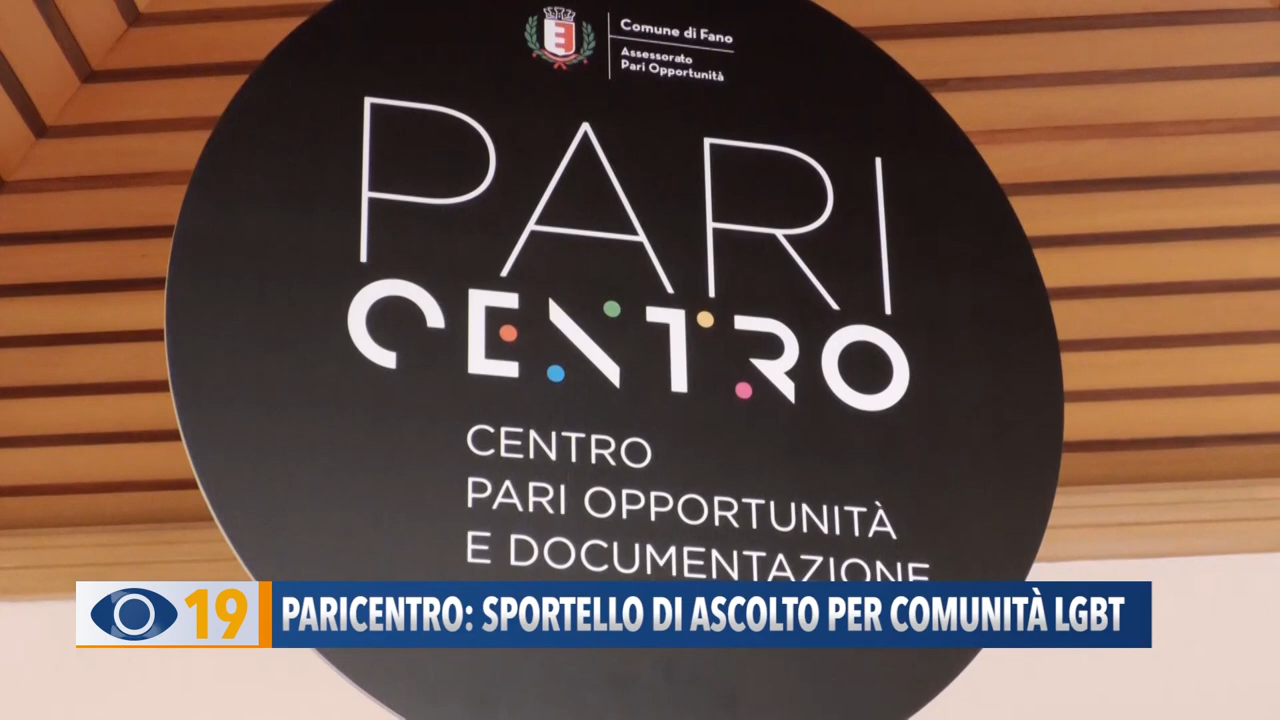 Comune di Fano
Assessorato
Pari Opportunità
PARI
CENTRO
CENTRO
PARI OPPORTUNITÀ
E DOCUMENTAZIONE
19
PARICENTRO: SPORTELLO DI ASCOLTO PER COMUNITÀ LGBT